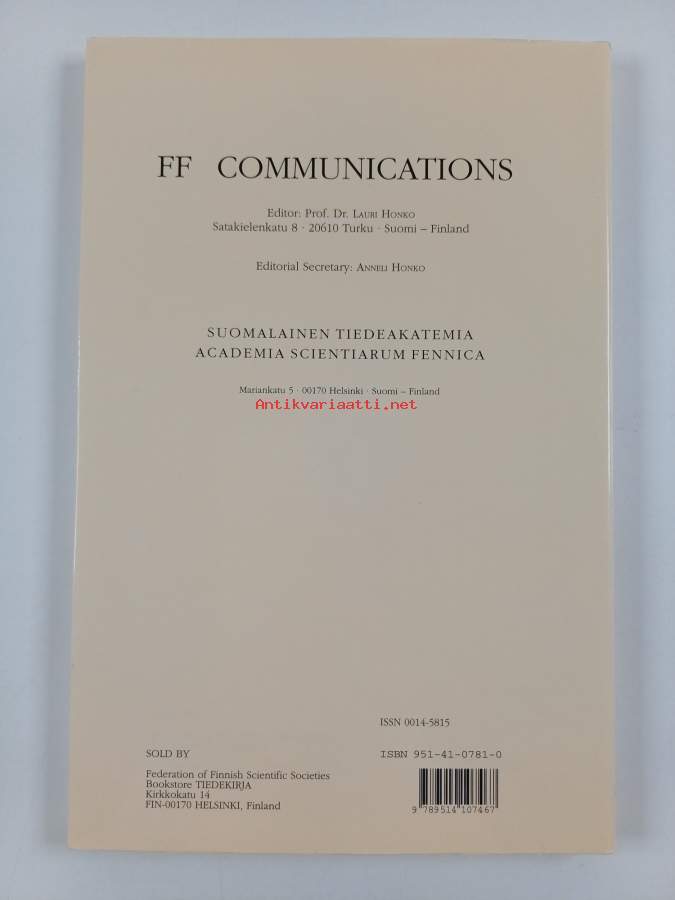 FF COMMUNICATIONS
Editor: Prof. Dr. LAURI HONKO
Satakielenkatu 8 · 20610 Turku · Suomi – Finland
Editorial Secretary: ANNELI HONKO
SUOMALAINEN TIEDEAKATEMIA
ACADEMIA SCIENTIARUM FENNICA
Mariankatu 5 · 00170 Helsinki · Suomi – Finland
Antikvariaatti.net
ISSN 0014-5815
SOLD BY
Federation of Finnish Scientific Societies
Bookstore TIEDEKIRJA
Kirkkokatu 14
FIN-00170 HELSINKI, Finland
ISBN 951-41-0781-0
9 789514 107467